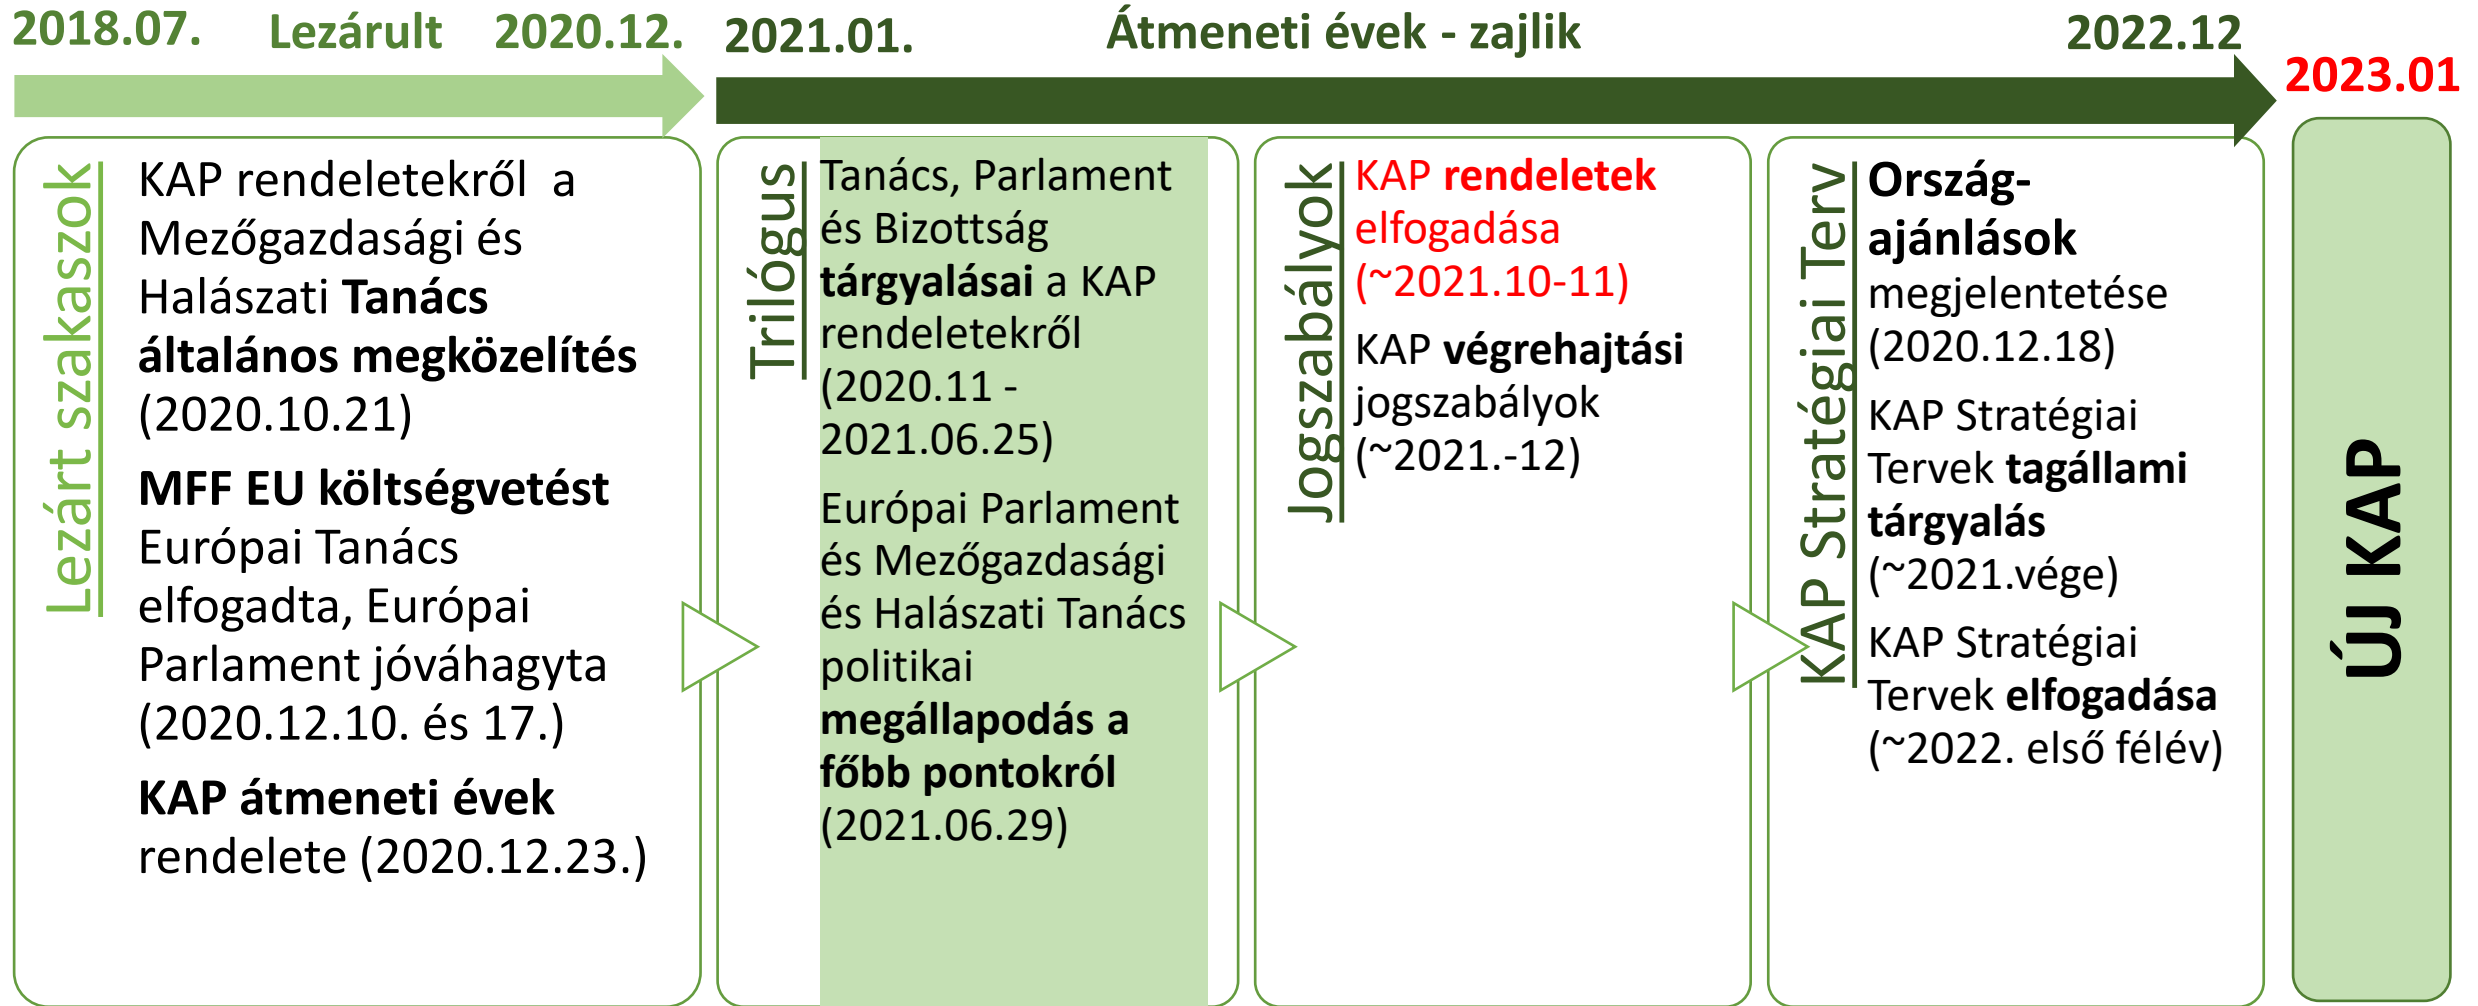 2018.07. Lezárult 2020.12.
2021.01. Átmeneti évek - zajlik 2022.12
2023.01
Lezárt szakaszok
KAP rendeletekről a
Mezőgazdasági és
Halászati Tanács
általános megközelítés
(2020.10.21)
MFF EU költségvetést
Európai Tanács
elfogadta, Európai
Parlament jóváhagyta
(2020.12.10. és 17.)
KAP átmeneti évek
rendelete (2020.12.23.)
Trilógus
Tanács, Parlament
és Bizottság
tárgyalásai a KAP
rendeletekről
(2020.11 -
2021.06.25)
Európai Parlament
és Mezőgazdasági
és Halászati Tanács
politikai
megállapodás a
főbb pontokról
(2021.06.29)
Jogszabályok
KAP rendeletek
elfogadása
(~2021.10-11)
KAP végrehajtási
jogszabályok
(~2021.-12)
KAP Stratégiai Terv
Ország-
ajánlások
megjelentetése
(2020.12.18)
KAP Stratégiai
Tervek tagállami
tárgyalás
(~2021.vége)
KAP Stratégiai
Tervek elfogadása
(~2022. első félév)
ÚJ KAP